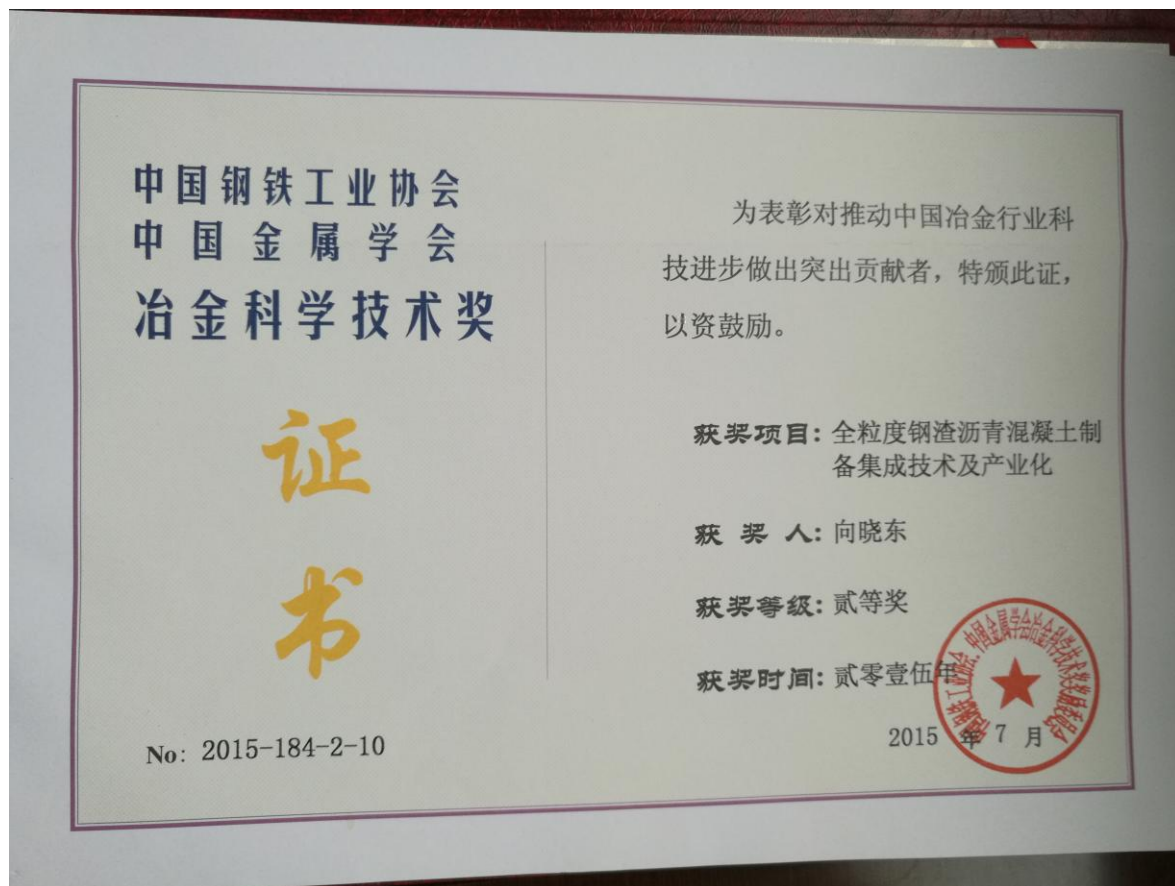 中国钢铁工业协会
中国金属学会
冶金科学技术奖
证
书
No: 2015-184-2-10
为表彰对推动中国冶金行业科
技进步做出突出贡献者，特颁此证，
以资鼓励。
获奖项目：全粒度钢渣沥青混凝土制
备集成技术及产业化
获奖人：向晓东
获奖等级：贰等奖
获奖时间：贰零壹伍年
2015年7月